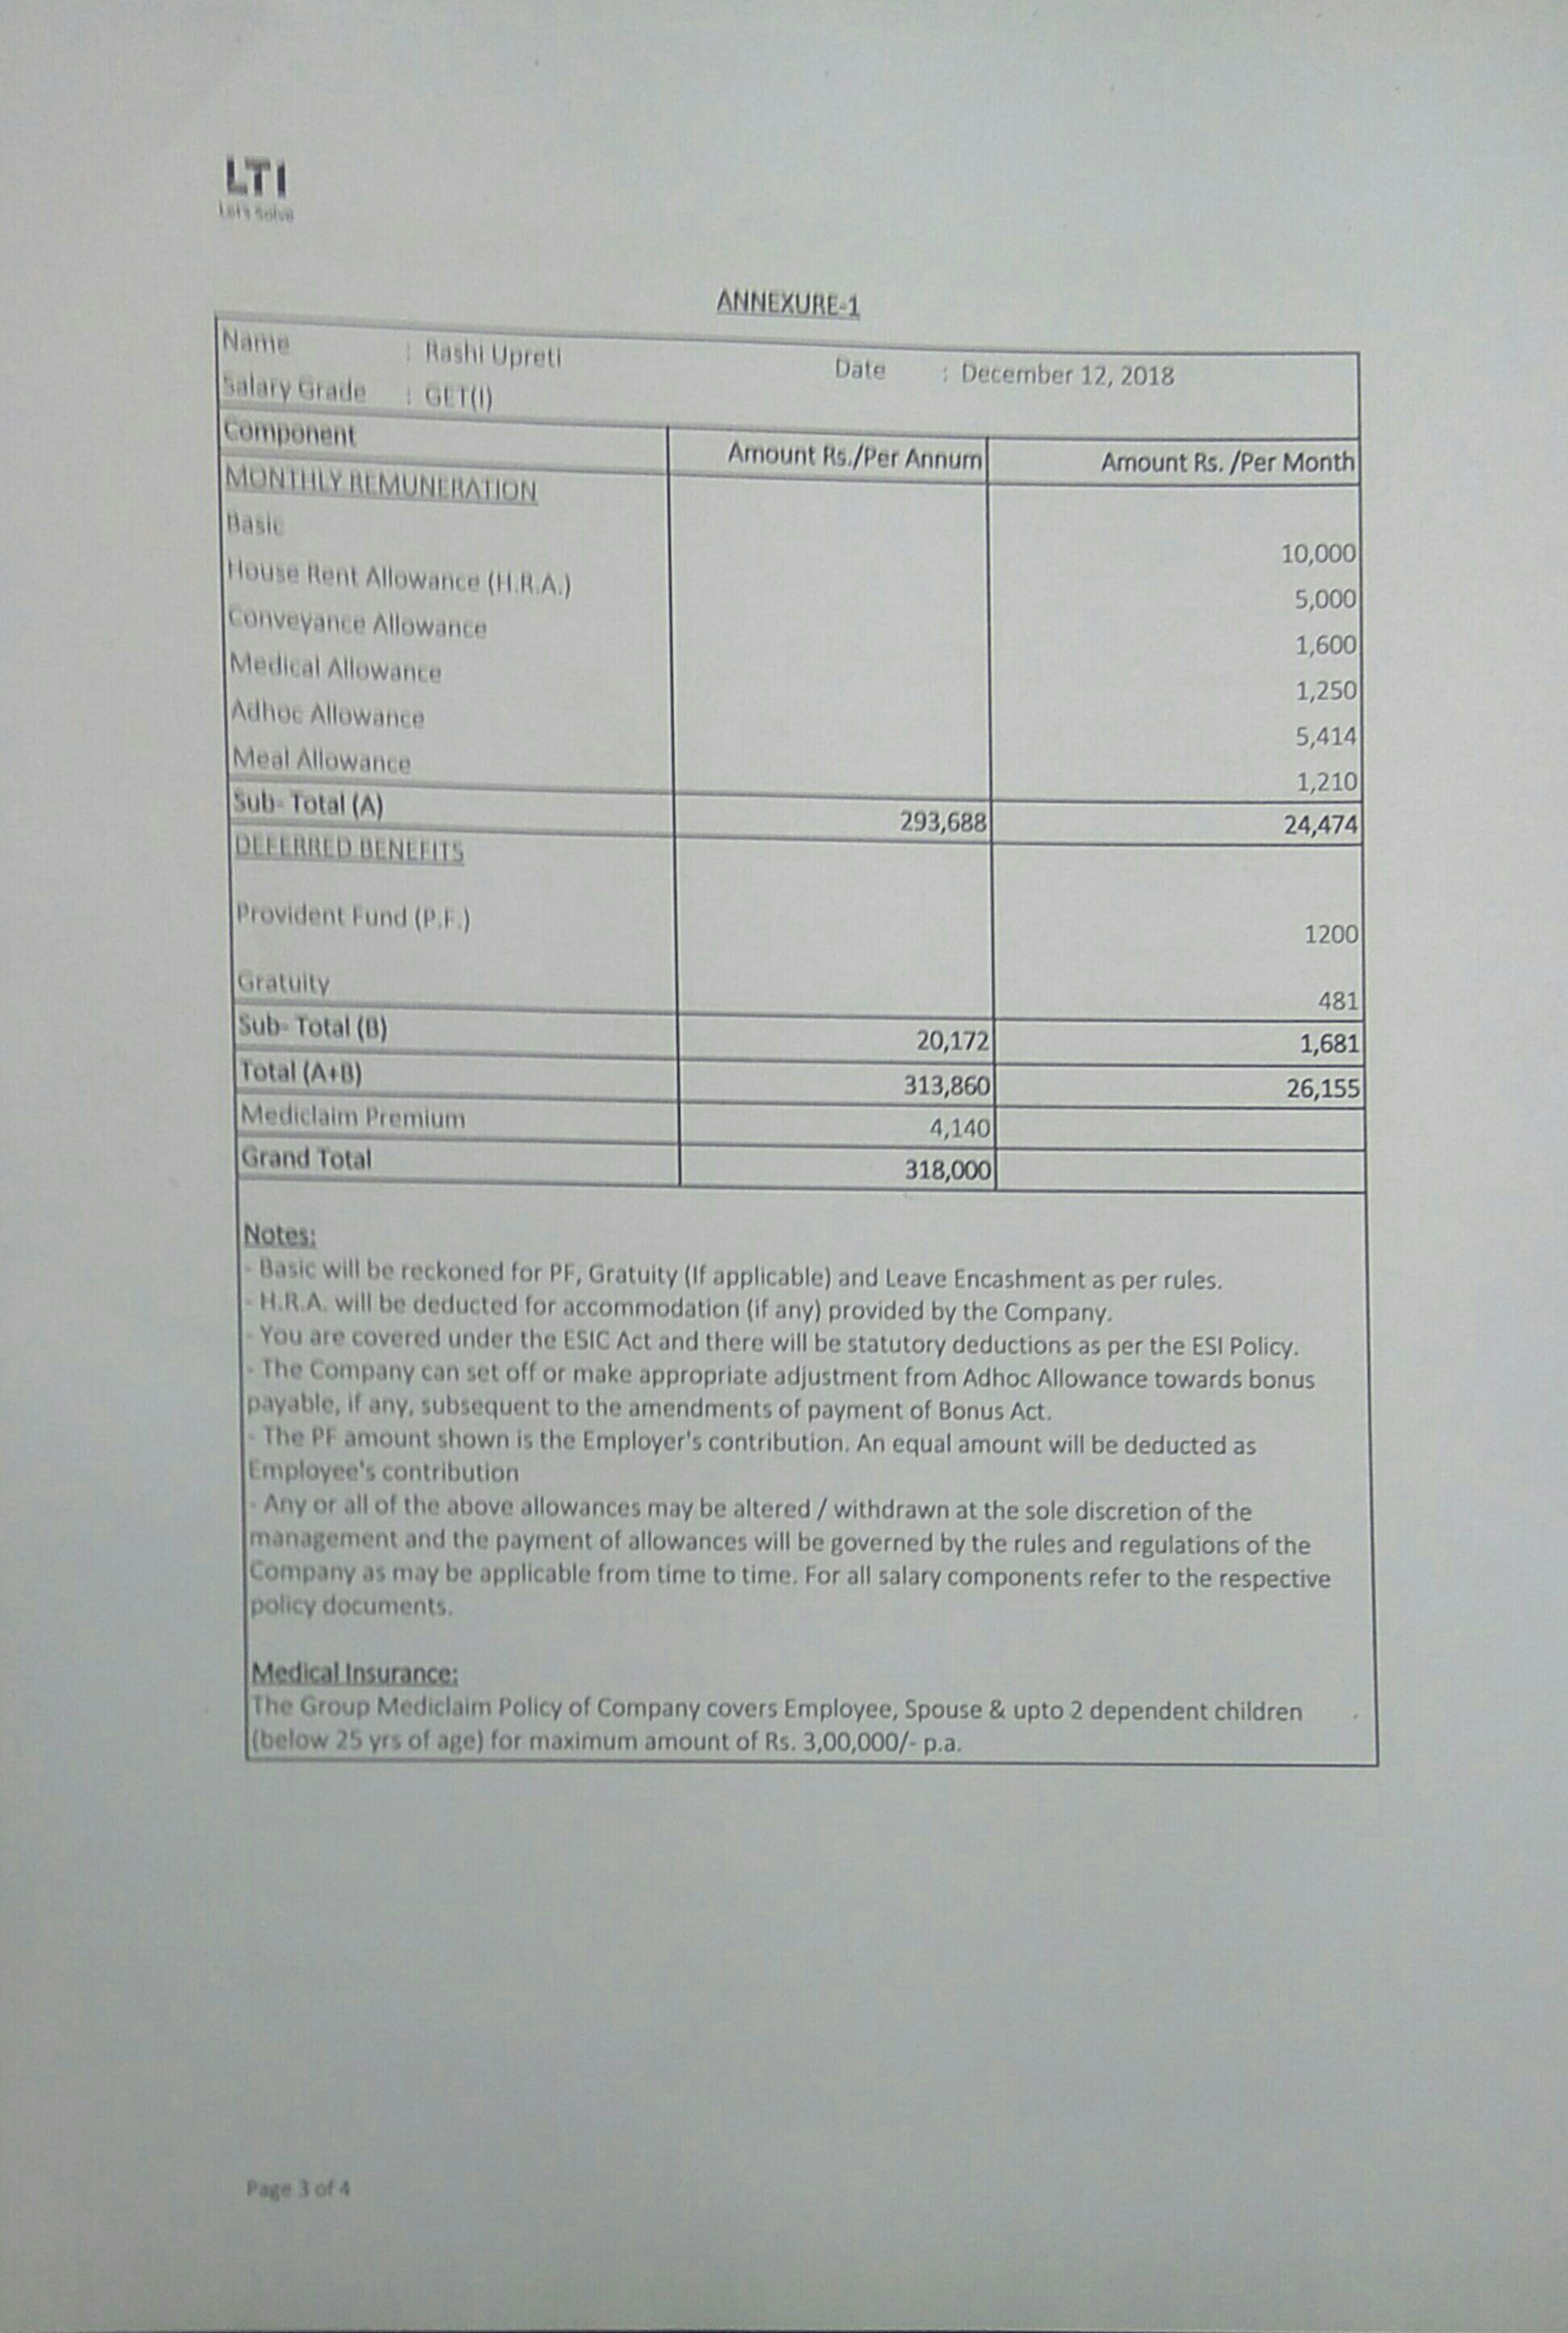 LTI
Let's Solve
ANNEXURE-1
Name : Rashi Upreti Date : December 12, 2018
Salary Grade : GET(I)
Component Amount Rs./Per Annum Amount Rs. /Per Month
MONTHLY REMUNERATION
Basic 10,000
House Rent Allowance (H.R.A.) 5,000
Conveyance Allowance 1,600
Medical Allowance 1,250
Adhoc Allowance 5,414
Meal Allowance 1,210
Sub- Total (A) 293,688 24,474
DEFERRED BENEFITS
Provident Fund (P.F.) 1200
Gratuity 481
Sub- Total (B) 20,172 1,681
Total (A+B) 313,860 26,155
Mediclaim Premium 4,140
Grand Total 318,000
Notes:
- Basic will be reckoned for PF, Gratuity (If applicable) and Leave Encashment as per rules.
- H.R.A. will be deducted for accommodation (if any) provided by the Company.
- You are covered under the ESIC Act and there will be statutory deductions as per the ESI Policy.
- The Company can set off or make appropriate adjustment from Adhoc Allowance towards bonus
payable, if any, subsequent to the amendments of payment of Bonus Act.
- The PF amount shown is the Employer's contribution. An equal amount will be deducted as
Employee's contribution
- Any or all of the above allowances may be altered / withdrawn at the sole discretion of the
management and the payment of allowances will be governed by the rules and regulations of the
Company as may be applicable from time to time. For all salary components refer to the respective
policy documents.
Medical Insurance:
The Group Mediclaim Policy of Company covers Employee, Spouse & upto 2 dependent children
(below 25 yrs of age) for maximum amount of Rs. 3,00,000/- p.a.
Page 3 of 4